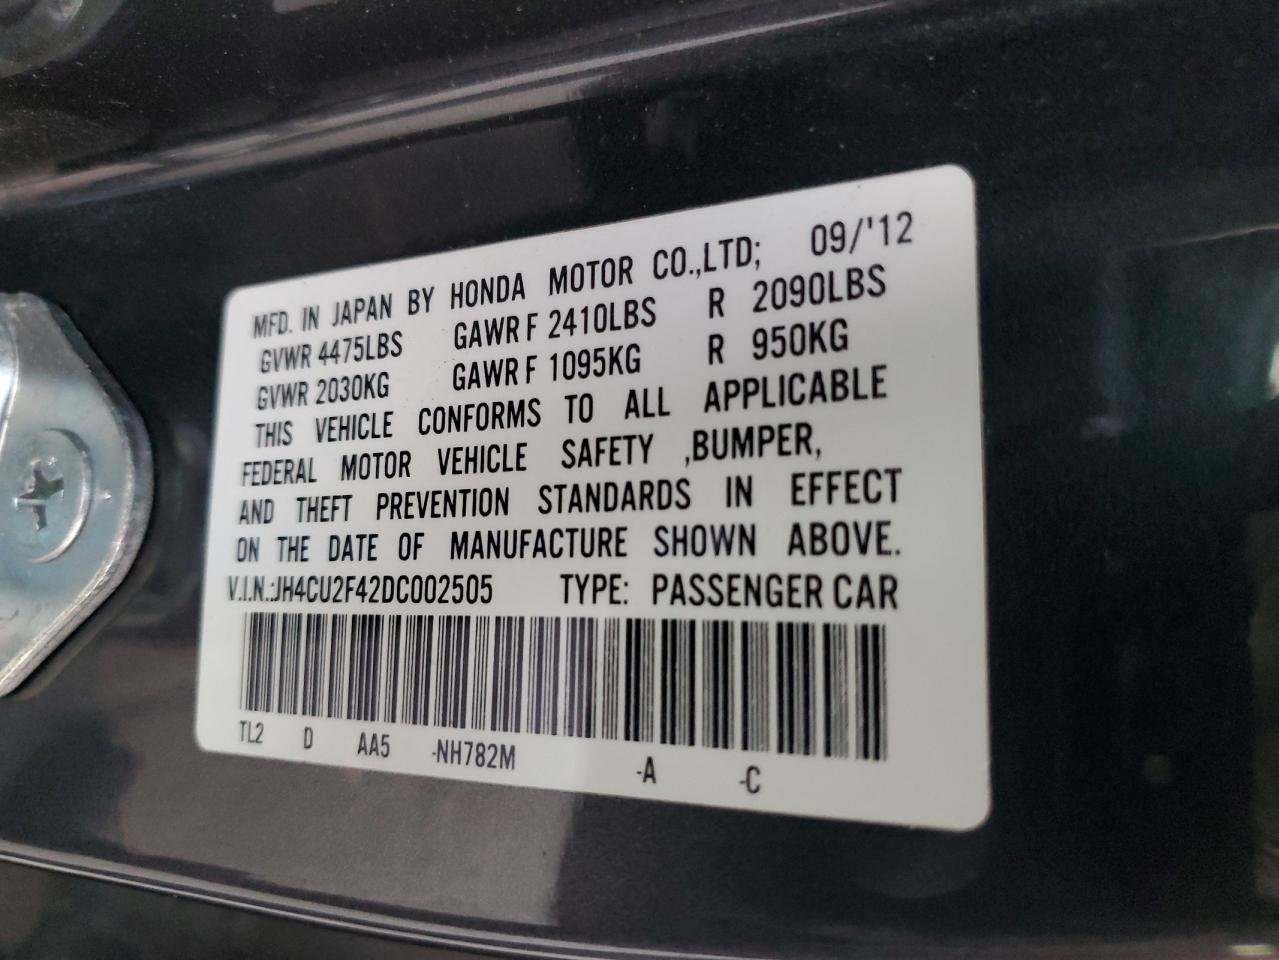 MFD. IN JAPAN BY HONDA MOTOR CO.,LTD; 09/'12
GVWR 4475LBS GAWR F 2410LBS R 2090LBS
GVWR 2030KG GAWR F 1095KG R 950KG
THIS VEHICLE CONFORMS TO ALL APPLICABLE
FEDERAL MOTOR VEHICLE SAFETY ,BUMPER,
AND THEFT PREVENTION STANDARDS IN EFFECT
ON THE DATE OF MANUFACTURE SHOWN ABOVE.
V.I.N.:JH4CU2F42DC002505 TYPE: PASSENGER CAR
TL2 D AA5 -NH782M -A -C